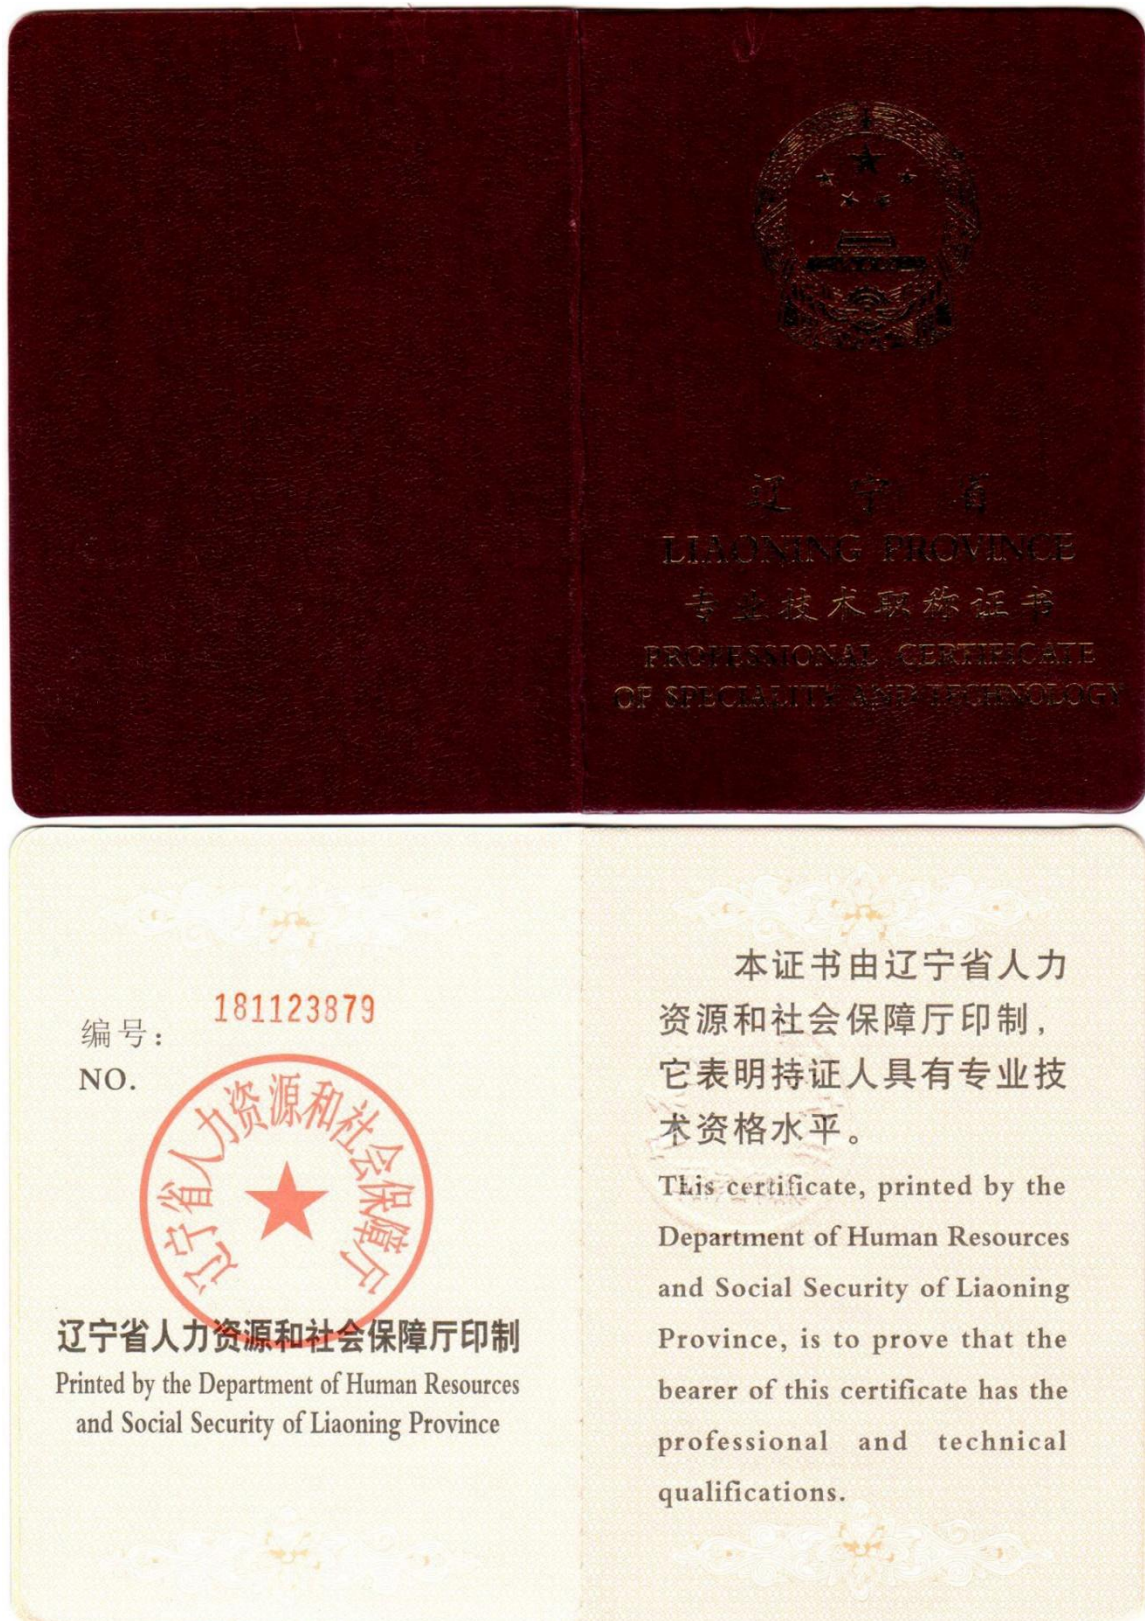 辽宁省
LIAONING PROVINCE
专业技术职称证书
PROFESSIONAL CERTIFICATE
OF SPECIALITY AND TECHNOLOGY
181123879
编号：
NO.
辽宁省人力资源和社会保障厅
辽宁省人力资源和社会保障厅印制
Printed by the Department of Human Resources
and Social Security of Liaoning Province
本证书由辽宁省人力
资源和社会保障厅印制，
它表明持证人具有专业技
术资格水平。
This certificate, printed by the
Department of Human Resources
and Social Security of Liaoning
Province, is to prove that the
bearer of this certificate has the
professional and technical
qualifications.